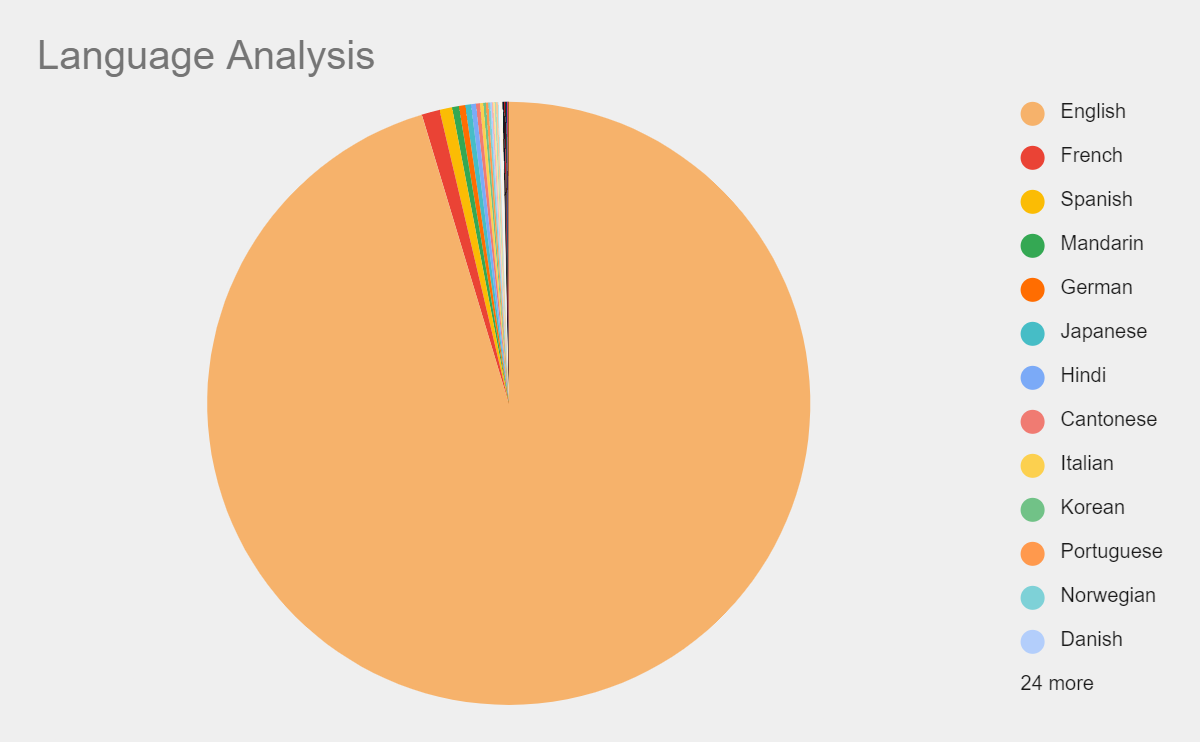 Language Analysis
English
French
Spanish
Mandarin
German
Japanese
Hindi
Cantonese
Italian
Korean
Portuguese
Norwegian
Danish
24 more